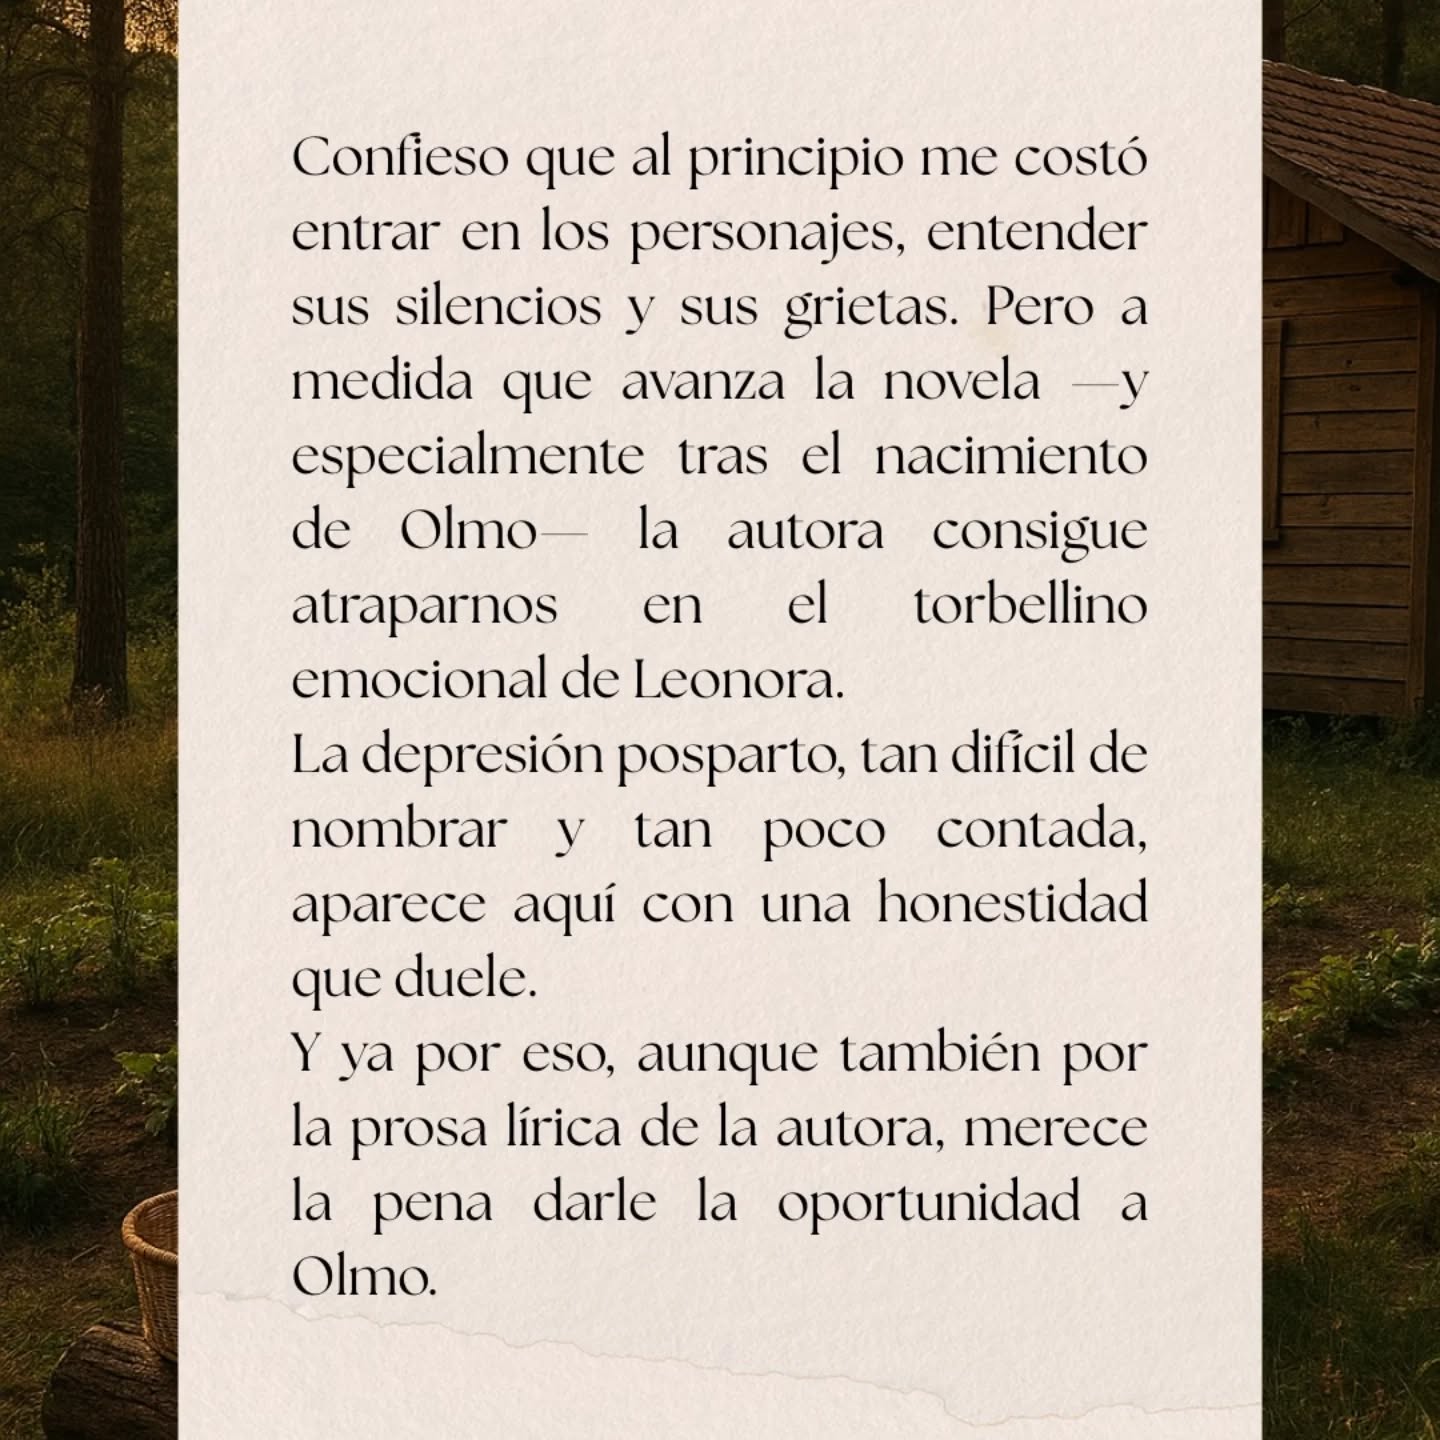 Confieso que al principio me costó
entrar en los personajes, entender
sus silencios y sus grietas. Pero a
medida que avanza la novela —y
especialmente tras el nacimiento
de Olmo— la autora consigue
atraparnos en el torbellino
emocional de Leonora.
La depresión posparto, tan difícil de
nombrar y tan poco contada,
aparece aquí con una honestidad
que duele.
Y ya por eso, aunque también por
la prosa lírica de la autora, merece
la pena darle la oportunidad a
Olmo.